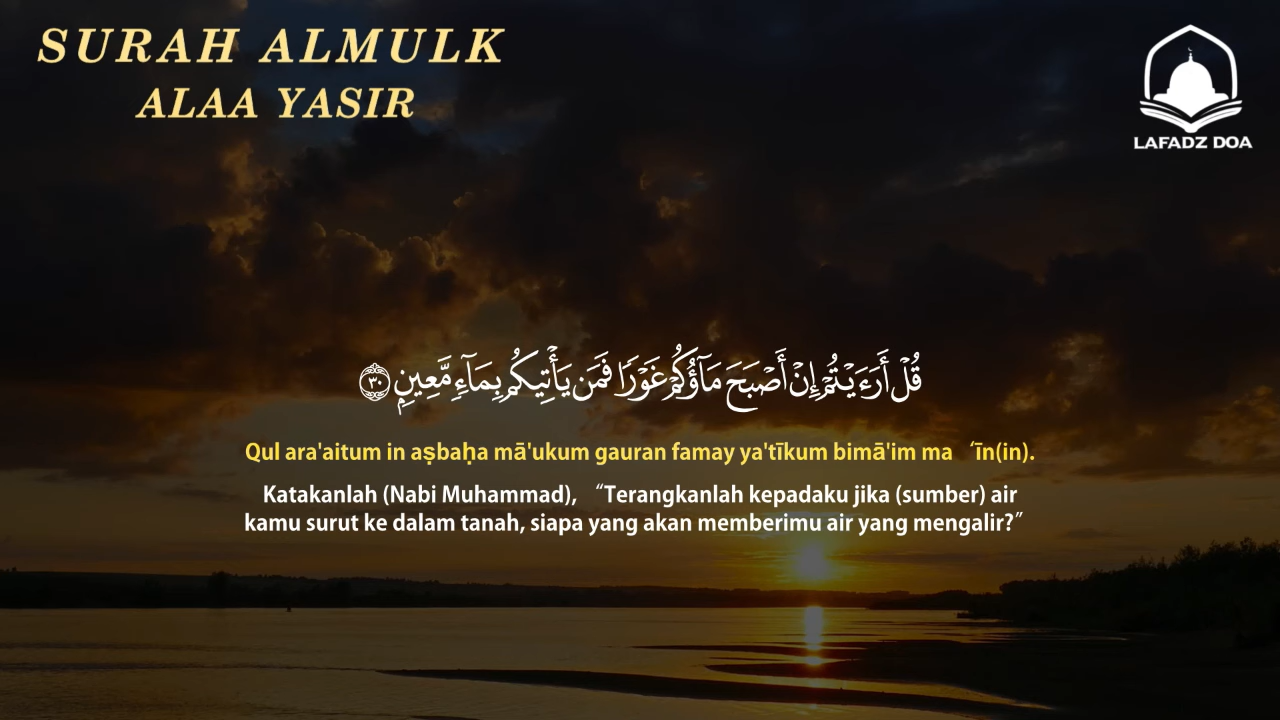 SURAH ALMULK
ALAA YASIR
LAFADZ DOA
قُلْ أَرَءَيْتُمْ إِنْ أَصْبَحَ مَآؤُكُمْ غَوْرًا فَمَن يَأْتِيكُم بِمَآءٍ مَّعِينٍۭ ٣٠
Qul ara'aitum in aṣbaḥa mā'ukum gauran famay ya'tīkum bimā'im ma ‘īn(in).
Katakanlah (Nabi Muhammad), “Terangkanlah kepadaku jika (sumber) air
kamu surut ke dalam tanah, siapa yang akan memberimu air yang mengalir?”